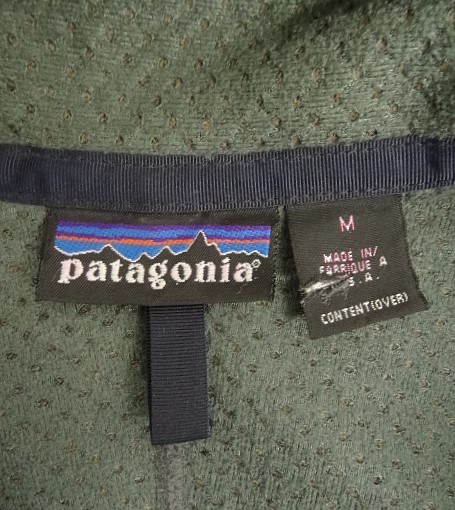 patagonia®
M
MADE IN/
FABRIQUE A
S. A.
CONTENT(OVER)